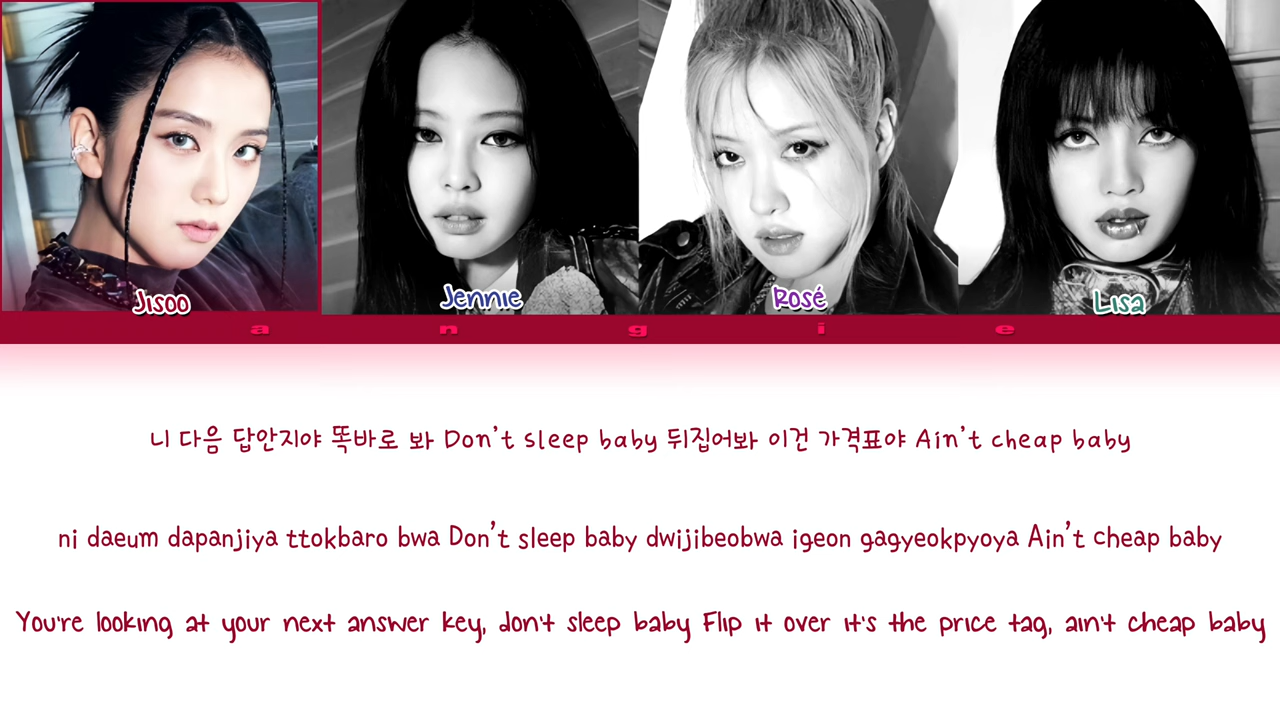 Jisoo
Jennie
Rosé
Lisa
a n g i e
니 다음 답안지야 똑바로 봐 Don't sleep baby 뒤집어봐 이건 가격표야 Ain't cheap baby
ni daeum dapanjiya ttokbaro bwa Don't sleep baby dwijibeobwa igeon gagyeokpyoya Ain't cheap baby
You're looking at your next answer key, don't sleep baby Flip it over it's the price tag, ain't cheap baby